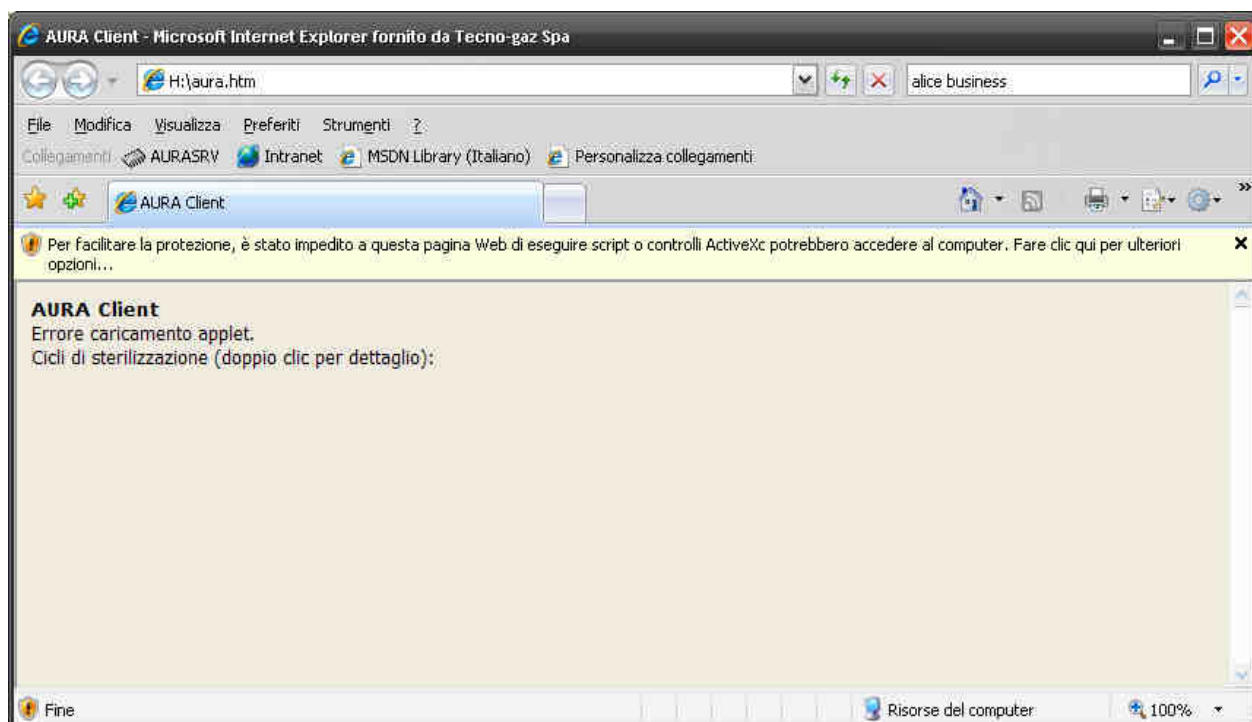 AURA Client - Microsoft Internet Explorer fornito da Tecno-gaz Spa
H:\aura.htm
alice business
File Modifica Visualizza Preferiti Strumenti ?
Collegamenti AURASRV Intranet MSDN Library (Italiano) Personalizza collegamenti
AURA Client
Per facilitare la protezione, è stato impedito a questa pagina Web di eseguire script o controlli ActiveXc potrebbero accedere al computer. Fare clic qui per ulteriori
opzioni...
AURA Client
Errore caricamento applet.
Cicli di sterilizzazione (doppio clic per dettaglio):
Fine Risorse del computer 100%